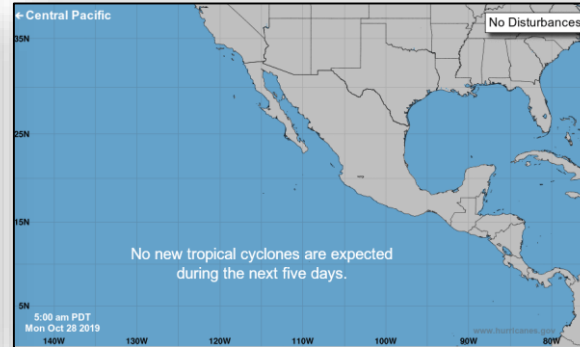 ←Central Pacific
No Disturbances
35N
25N
15N
No new tropical cyclones are expected
during the next five days.
5N
5:00 am PDT
Mon Oct 28 2019
www.hurricanes.gov
140W
130W
120W
110W
100W
90W
80W